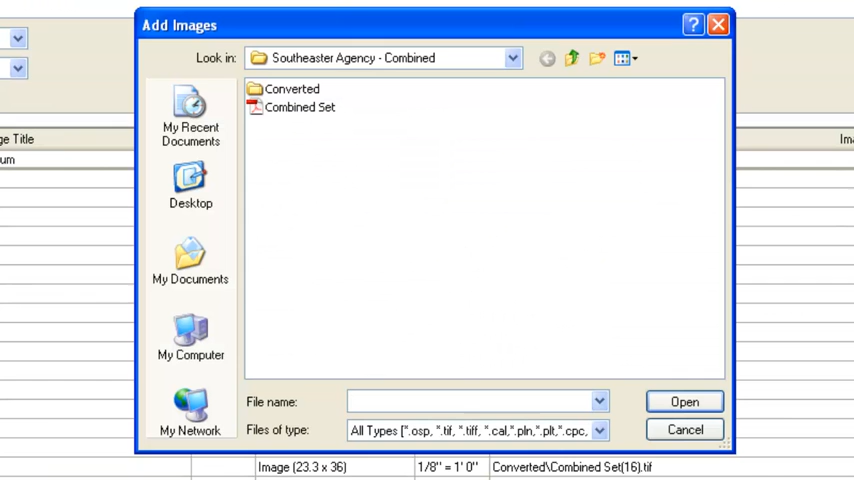 Add Images
?
Look in: Southeaster Agency - Combined
Converted
Combined Set
My Recent
Documents
Desktop
My Documents
My Computer
My Network
File name:
Open
Files of type: All Types [*.osp, *.tif, *.tiff, *.cal,*.pln,*.plt,*.cpc,
Cancel
ge Title
Ima
um
Image (23.3 x 36) 1/8" = 1' 0" Converted\Combined Set(16).tif